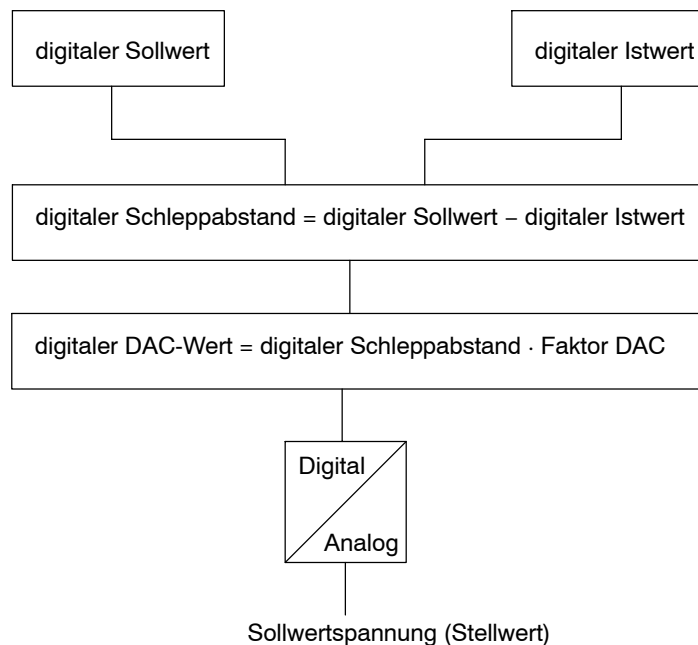 digitaler Sollwert
digitaler Istwert
digitaler Schleppabstand = digitaler Sollwert – digitaler Istwert
digitaler DAC-Wert = digitaler Schleppabstand · Faktor DAC
Digital
Analog
Sollwertspannung (Stellwert)